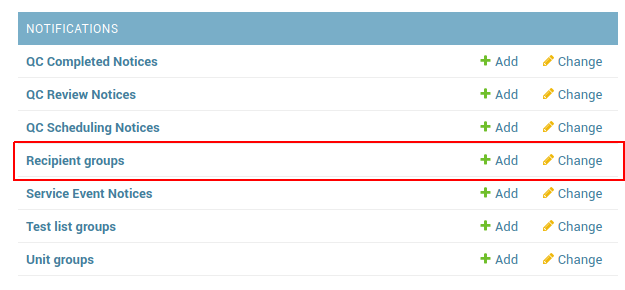 NOTIFICATIONS
QC Completed Notices Add Change
QC Review Notices Add Change
QC Scheduling Notices Add Change
Recipient groups Add Change
Service Event Notices Add Change
Test list groups Add Change
Unit groups Add Change